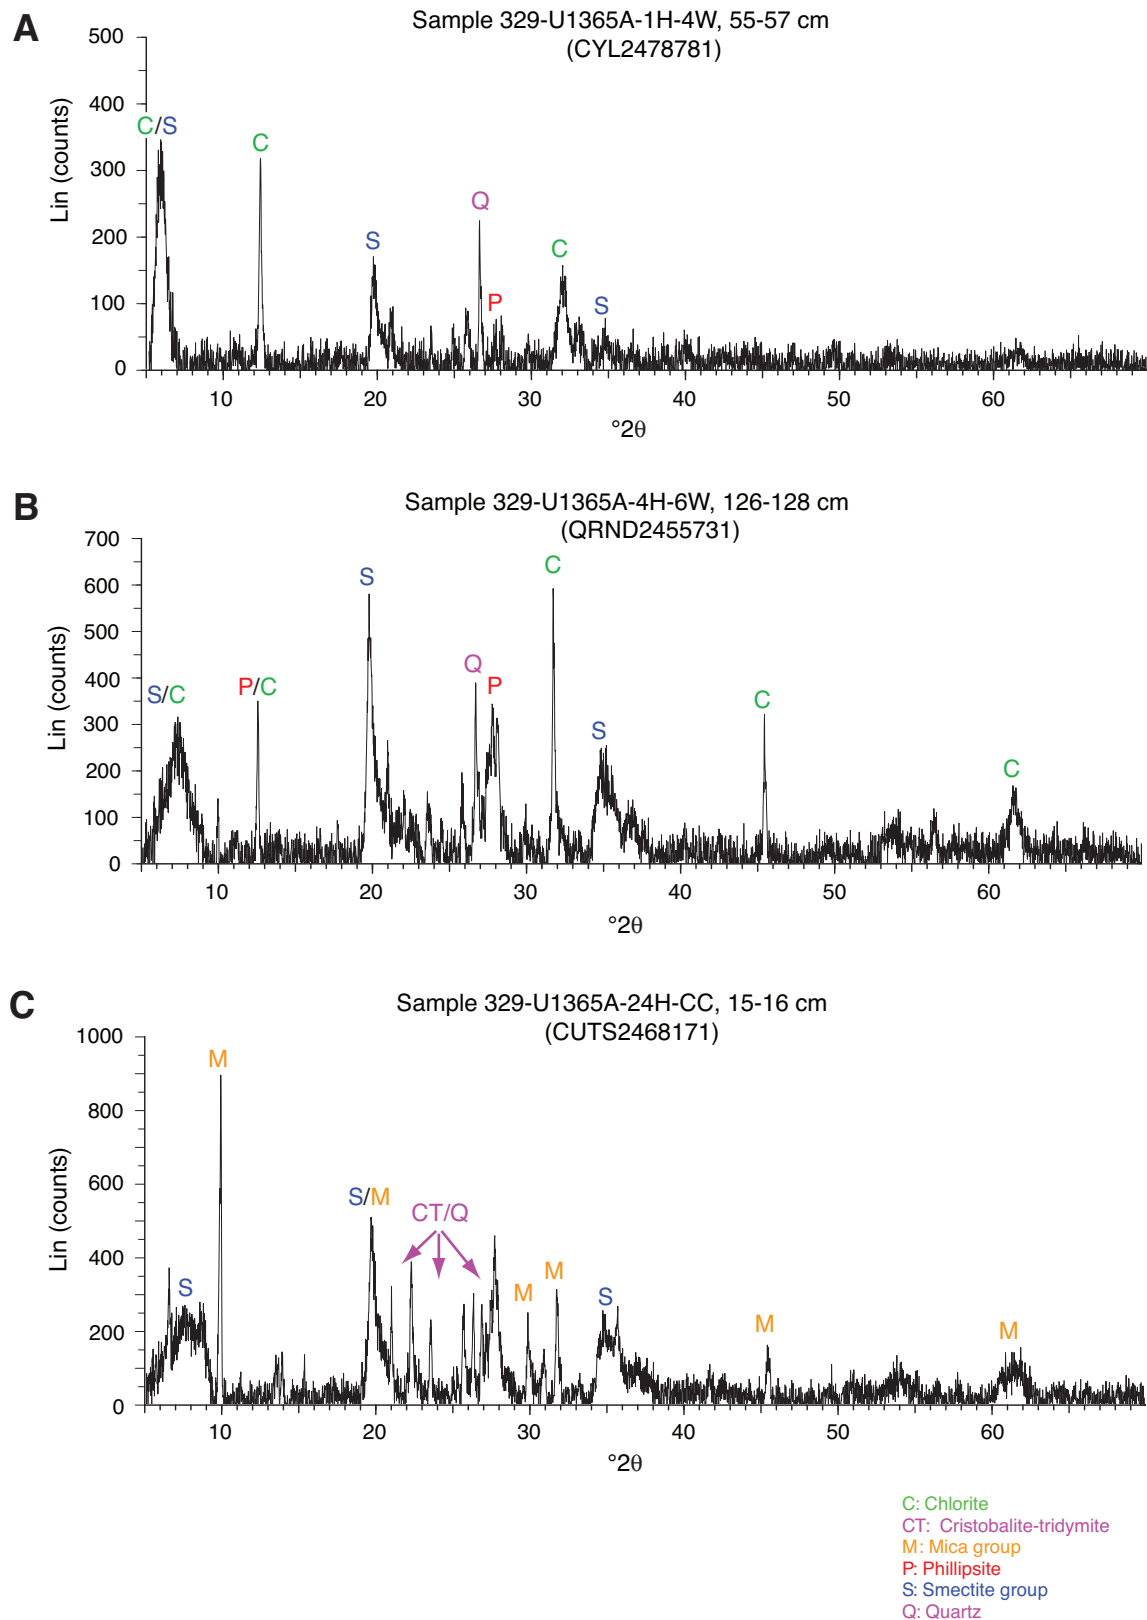 A
Sample 329-U1365A-1H-4W, 55-57 cm
(CYL2478781)
Lin (counts)
500
400
300
200
100
0
C/S
C
S
Q
P
C
S
10 20 30 40 50 60
°2θ
B
Sample 329-U1365A-4H-6W, 126-128 cm
(QRND2455731)
Lin (counts)
700
600
500
400
300
200
100
0
S/C
P/C
S
Q
P
C
S
C
C
10 20 30 40 50 60
°2θ
C
Sample 329-U1365A-24H-CC, 15-16 cm
(CUTS2468171)
Lin (counts)
1000
800
600
400
200
0
S
M
S/M
CT/Q
M
M
S
M
M
10 20 30 40 50 60
°2θ
C: Chlorite
CT: Cristobalite-tridymite
M: Mica group
P: Phillipsite
S: Smectite group
Q: Quartz